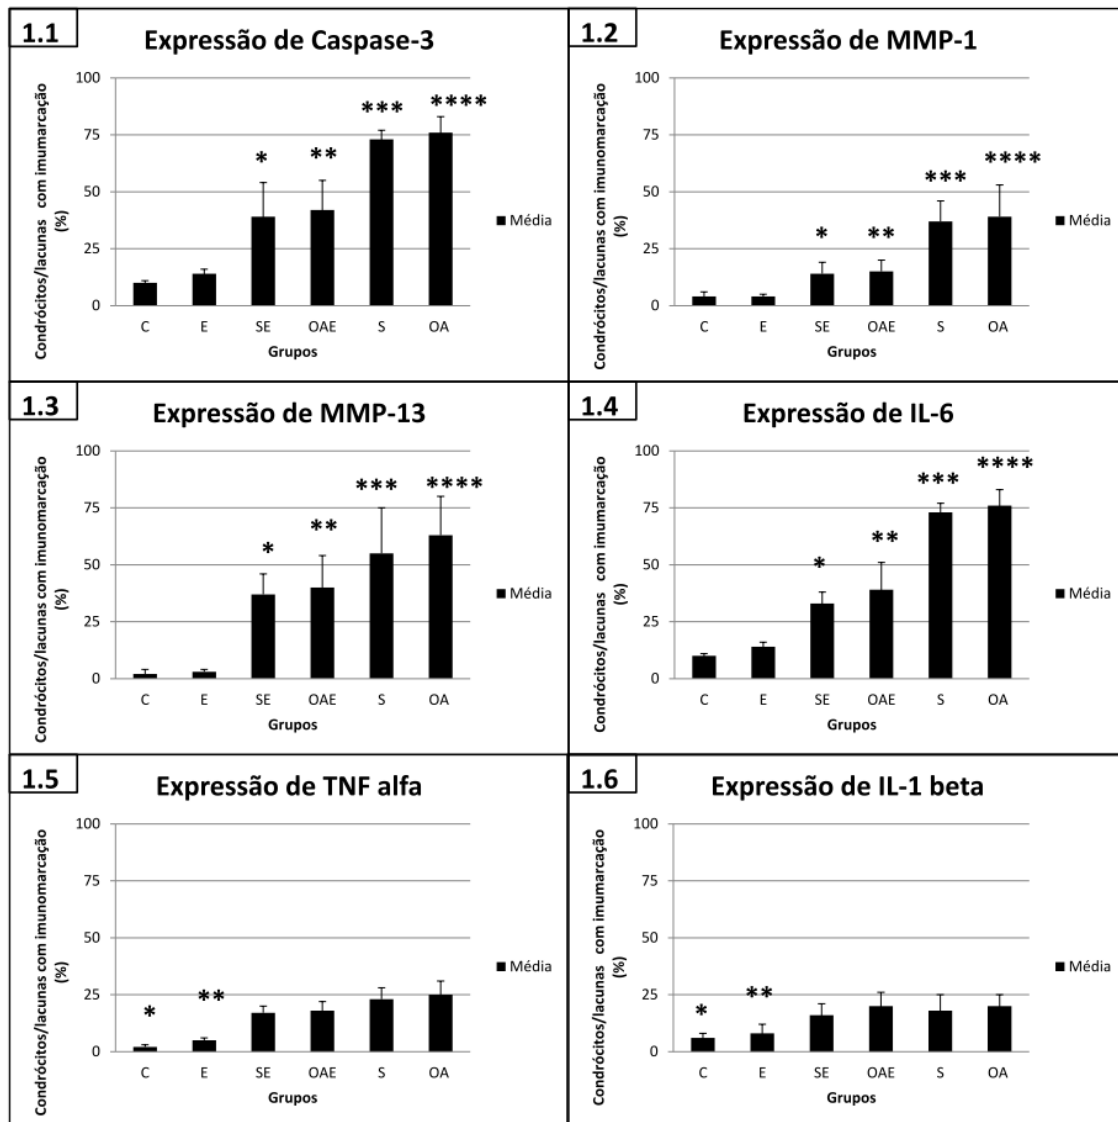 1.1
Expressão de Caspase-3
Condrócitos/lacunas com imumarcação
(%)
100
75
50
25
0
*
**
***
****
C E SE OAE S OA
Grupos
Média
1.2
Expressão de MMP-1
Condrócitos/lacunas com imunomarcação
(%)
100
75
50
25
0
*
**
***
****
C E SE OAE S OA
Grupos
Média
1.3
Expressão de MMP-13
Condrócitos/lacunas com imunomarcação
(%)
100
75
50
25
0
*
**
***
****
C E SE OAE S OA
Grupos
Média
1.4
Expressão de IL-6
Condrócitos/lacunas com imumarcação
(%)
100
75
50
25
0
*
**
***
****
C E SE OAE S OA
Grupos
Média
1.5
Expressão de TNF alfa
Condrócitos/lacunas com imunomarcação
(%)
100
75
50
25
0
*
**
C E SE OAE S OA
Grupos
Média
1.6
Expressão de IL-1 beta
Condrócitos/lacunas com imumarcação
(%)
100
75
50
25
0
*
**
C E SE OAE S OA
Grupos
Média